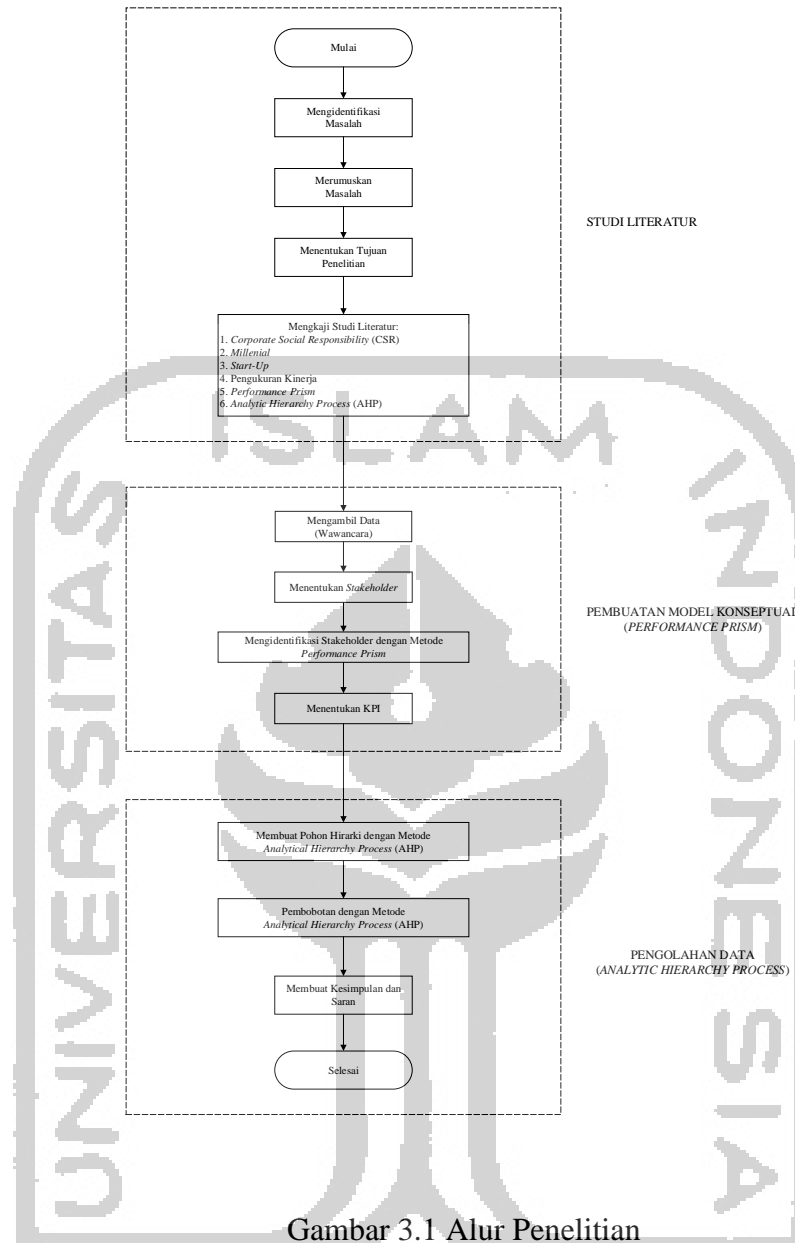 Mulai
Mengidentifikasi
Masalah
Merumuskan
Masalah
Menentukan Tujuan
Penelitian
Mengkaji Studi Literatur:
1. Corporate Social Responsibility (CSR)
2. Millenial
3. Start-Up
4. Pengukuran Kinerja
5. Performance Prism
6. Analytic Hierarchy Process (AHP)
STUDI LITERATUR
Mengambil Data
(Wawancara)
Menentukan Stakeholder
Mengidentifikasi Stakeholder dengan Metode
Performance Prism
Menentukan KPI
PEMBUATAN MODEL KONSEPTUAL
(PERFORMANCE PRISM)
Membuat Pohon Hirarki dengan Metode
Analytical Hierarchy Process (AHP)
Pembobotan dengan Metode
Analytical Hierarchy Process (AHP)
Membuat Kesimpulan dan
Saran
Selesai
PENGOLAHAN DATA
(ANALYTIC HIERARCHY PROCESS)
Gambar 3.1 Alur Penelitian
UNIVERSITAS
ISLAM
INDONESIA